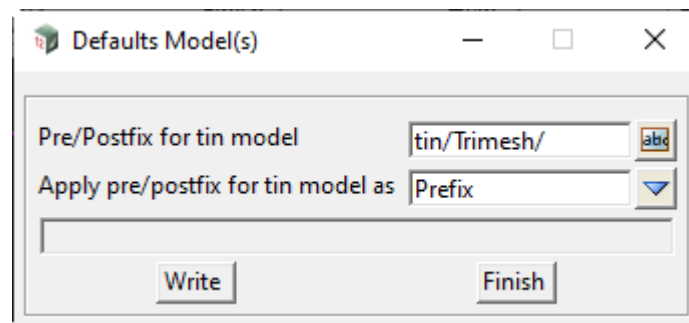 Defaults Model(s)
Pre/Postfix for tin model tin/Trimesh/ abc
Apply pre/postfix for tin model as Prefix
Write Finish